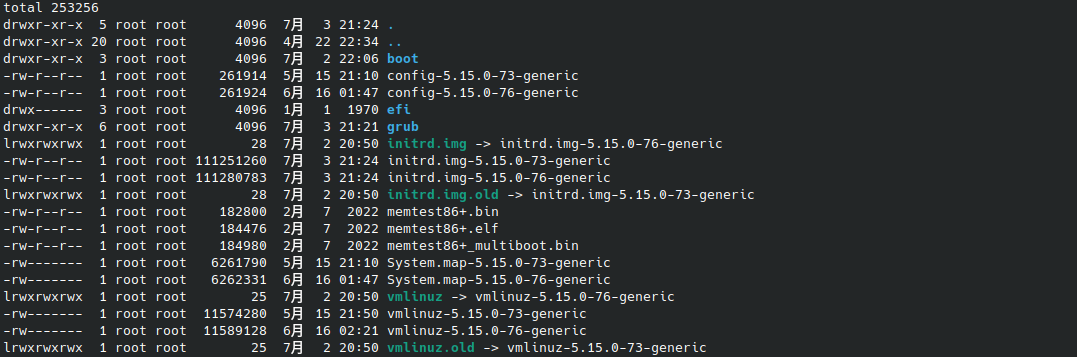 total 253256
drwxr-xr-x  5 root root      4096  7月   3 21:24 .
drwxr-xr-x 20 root root      4096  4月  22 22:34 ..
drwxr-xr-x  3 root root      4096  7月   2 22:06 boot
-rw-r--r--  1 root root    261914  5月  15 21:10 config-5.15.0-73-generic
-rw-r--r--  1 root root    261924  6月  16 01:47 config-5.15.0-76-generic
drwx------  3 root root      4096  1月   1  1970 efi
drwxr-xr-x  6 root root      4096  7月   3 21:21 grub
lrwxrwxrwx  1 root root        28  7月   2 20:50 initrd.img -> initrd.img-5.15.0-76-generic
-rw-r--r--  1 root root 111251260  7月   3 21:24 initrd.img-5.15.0-73-generic
-rw-r--r--  1 root root 111280783  7月   3 21:24 initrd.img-5.15.0-76-generic
lrwxrwxrwx  1 root root        28  7月   2 20:50 initrd.img.old -> initrd.img-5.15.0-73-generic
-rw-r--r--  1 root root    182800  2月   7  2022 memtest86+.bin
-rw-r--r--  1 root root    184476  2月   7  2022 memtest86+.elf
-rw-r--r--  1 root root    184980  2月   7  2022 memtest86+_multiboot.bin
-rw-------  1 root root   6261790  5月  15 21:10 System.map-5.15.0-73-generic
-rw-------  1 root root   6262331  6月  16 01:47 System.map-5.15.0-76-generic
lrwxrwxrwx  1 root root        25  7月   2 20:50 vmlinuz -> vmlinuz-5.15.0-76-generic
-rw-------  1 root root  11574280  5月  15 21:50 vmlinuz-5.15.0-73-generic
-rw-------  1 root root  11589128  6月  16 02:21 vmlinuz-5.15.0-76-generic
lrwxrwxrwx  1 root root        25  7月   2 20:50 vmlinuz.old -> vmlinuz-5.15.0-73-generic